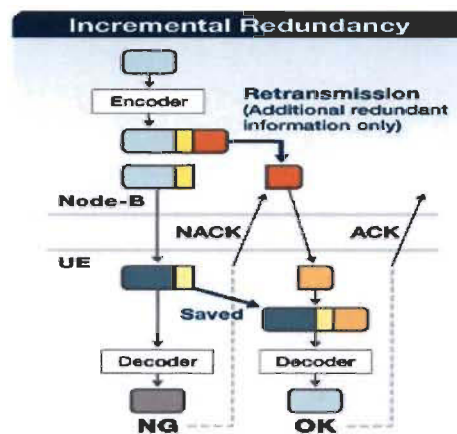 Incremental Redundancy
Encoder
Retransmission
(Additional redundant
information only)
Node-B
NACK
ACK
UE
Saved
Decoder
Decoder
NG
OK